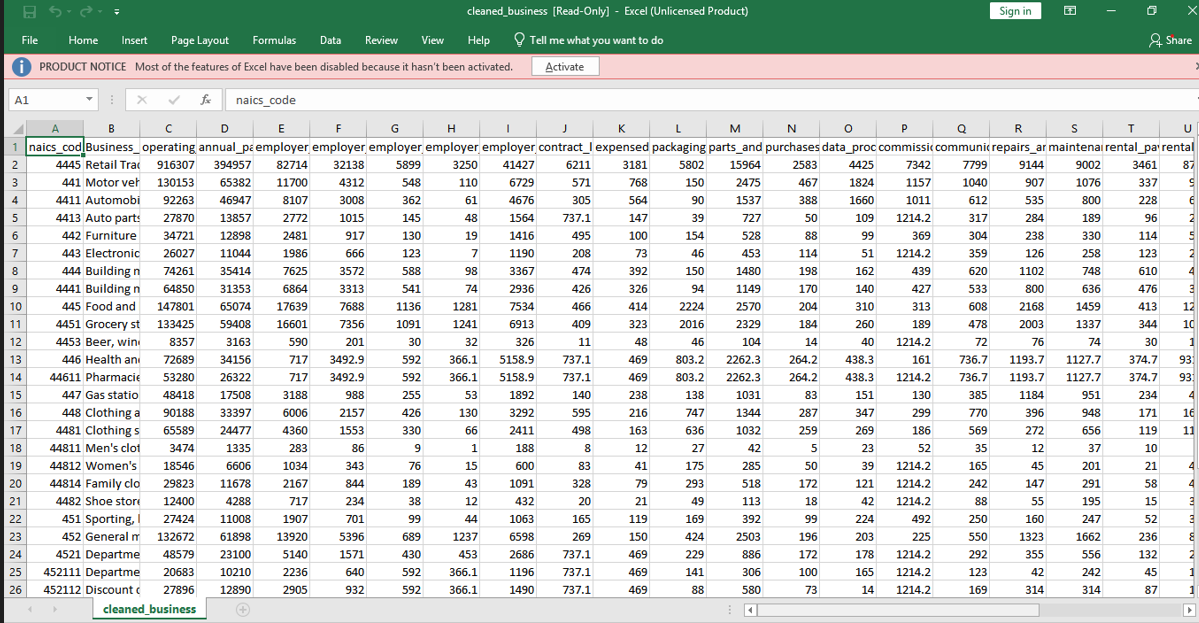 cleaned_business [Read-Only] - Excel (Unlicensed Product) Sign in
File Home Insert Page Layout Formulas Data Review View Help Tell me what you want to do Share
PRODUCT NOTICE Most of the features of Excel have been disabled because it hasn't been activated. Activate
A1 fx naics_code
A B C D E F G H I J K L M N O P Q R S T U
1 naics_cod Business_ operating annual_pa employer employer employer employer employer contract_l expensed packaging parts_and purchases data_proc commissi communic repairs_ar maintenar rental_pay rental
2 4445 Retail Trac 916307 394957 82714 32138 5899 3250 41427 6211 3181 5802 15964 2583 4425 7342 7799 9144 9002 3461 87
3 441 Motor veh 130153 65382 11700 4312 548 110 6729 571 768 150 2475 467 1824 1157 1040 907 1076 337 9
4 4411 Automobi 92263 46947 8107 3008 362 61 4676 305 564 90 1537 388 1660 1011 612 535 800 228
5 4413 Auto parts 27870 13857 2772 1015 145 48 1564 737.1 147 39 727 50 109 1214.2 317 284 189 96
6 442 Furniture 34721 12898 2481 917 130 19 1416 495 100 154 528 88 99 369 304 238 330 114
7 443 Electronic 26027 11044 1986 666 123 7 1190 208 73 46 453 114 51 1214.2 359 126 258 123
8 444 Building n 74261 35414 7625 3572 588 98 3367 474 392 150 1480 198 162 439 620 1102 748 610
9 4441 Building n 64850 31353 6864 3313 541 74 2936 426 326 94 1149 170 140 427 533 800 636 476
10 445 Food and 147801 65074 17639 7688 1136 1281 7534 466 414 2224 2570 204 310 313 608 2168 1459 413 12
11 4451 Grocery st 133425 59408 16601 7356 1091 1241 6913 409 323 2016 2329 184 260 189 478 2003 1337 344 10
12 4453 Beer, wine 8357 3163 590 201 30 32 326 11 48 46 104 14 40 1214.2 72 76 74 30
13 446 Health an 72689 34156 717 3492.9 592 366.1 5158.9 737.1 469 803.2 2262.3 264.2 438.3 161 736.7 1193.7 1127.7 374.7 93
14 44611 Pharmacie 53280 26322 717 3492.9 592 366.1 5158.9 737.1 469 803.2 2262.3 264.2 438.3 1214.2 736.7 1193.7 1127.7 374.7 93
15 447 Gas statio 48418 17508 3188 988 255 53 1892 140 238 138 1031 83 151 130 385 1184 951 234
16 448 Clothing a 90188 33397 6006 2157 426 130 3292 595 216 747 1344 287 347 299 770 396 948 171 16
17 4481 Clothing s 65589 24477 4360 1553 330 66 2411 498 163 636 1032 259 269 186 569 272 656 119 11
18 44811 Men's clot 3474 1335 283 86 9 1 188 8 12 27 42 5 23 52 35 12 37 10
19 44812 Women's 18546 6606 1034 343 76 15 600 83 41 175 285 50 39 1214.2 165 45 201 21
20 44814 Family clo 29823 11678 2167 844 189 43 1091 328 79 293 518 172 121 1214.2 242 147 291 58
21 4482 Shoe store 12400 4288 717 234 38 12 432 20 21 49 113 18 42 1214.2 88 55 195 15
22 451 Sporting, 27424 11008 1907 701 99 44 1063 165 119 169 392 99 224 492 250 160 247 52
23 452 General m 132672 61898 13920 5396 689 1237 6598 269 150 424 2503 196 203 225 550 1323 1662 236
24 4521 Departme 48579 23100 5140 1571 430 453 2686 737.1 469 229 886 172 178 1214.2 292 355 556 132
25 452111 Departme 20683 10210 2236 640 592 366.1 1196 737.1 469 141 306 100 165 1214.2 123 42 242 45
26 452112 Discount d 27896 12890 2905 932 592 366.1 1490 737.1 469 88 580 73 14 1214.2 169 314 314 87
cleaned_business